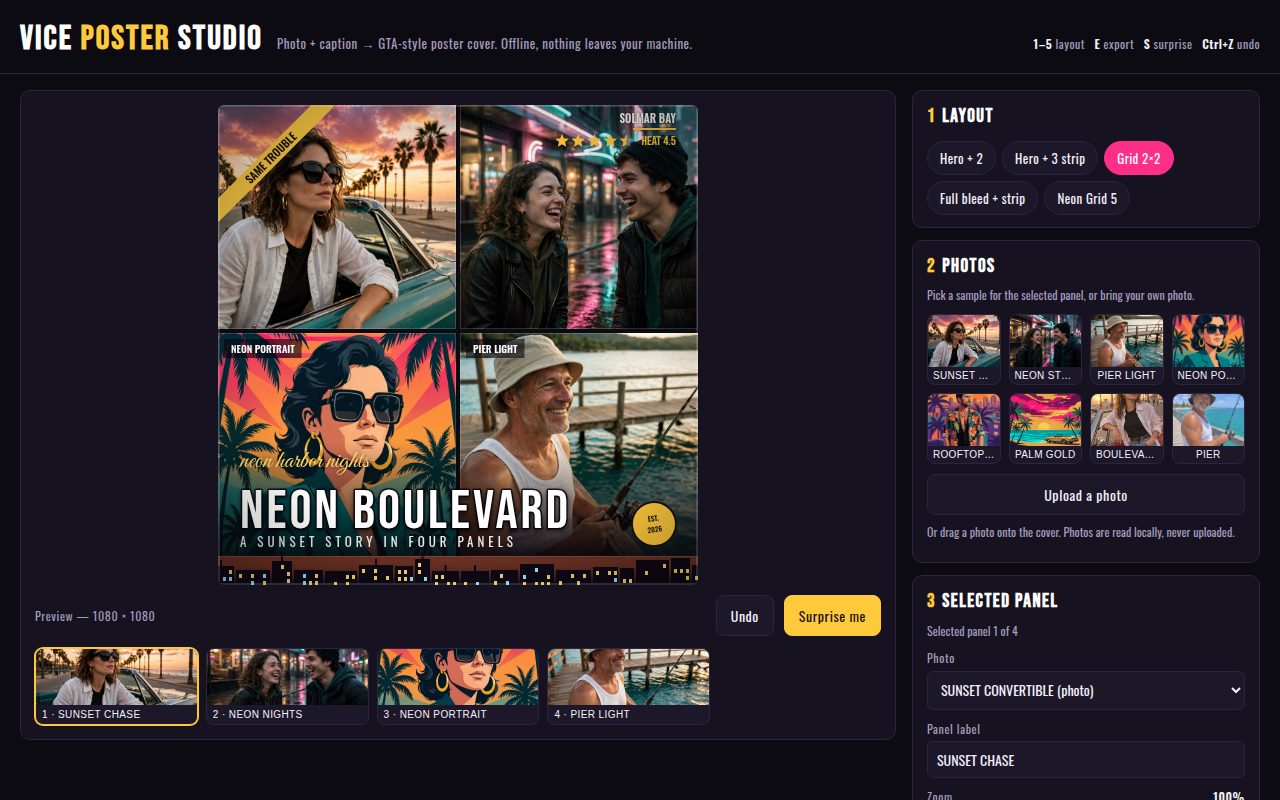 VICE POSTER STUDIO
Photo + caption → GTA-style poster cover. Offline, nothing leaves your machine.
1–5 layout E export S surprise Ctrl+Z undo
SAME TROUBLE
SOLMAR BAY
HEAT 4.5
NEON PORTRAIT
PIER LIGHT
neon harbor nights
NEON BOULEVARD
A SUNSET STORY IN FOUR PANELS
EST.
2026
Preview — 1080 × 1080
Undo
Surprise me
1 · SUNSET CHASE
2 · NEON NIGHTS
3 · NEON PORTRAIT
4 · PIER LIGHT
1 LAYOUT
Hero + 2
Hero + 3 strip
Grid 2×2
Full bleed + strip
Neon Grid 5
2 PHOTOS
Pick a sample for the selected panel, or bring your own photo.
SUNSET ...
NEON ST...
PIER LIGHT
NEON PO...
ROOFTOP...
PALM GOLD
BOULEVA...
PIER
Upload a photo
Or drag a photo onto the cover. Photos are read locally, never uploaded.
3 SELECTED PANEL
Selected panel 1 of 4
Photo
SUNSET CONVERTIBLE (photo)
Panel label
SUNSET CHASE
Zoom
100%